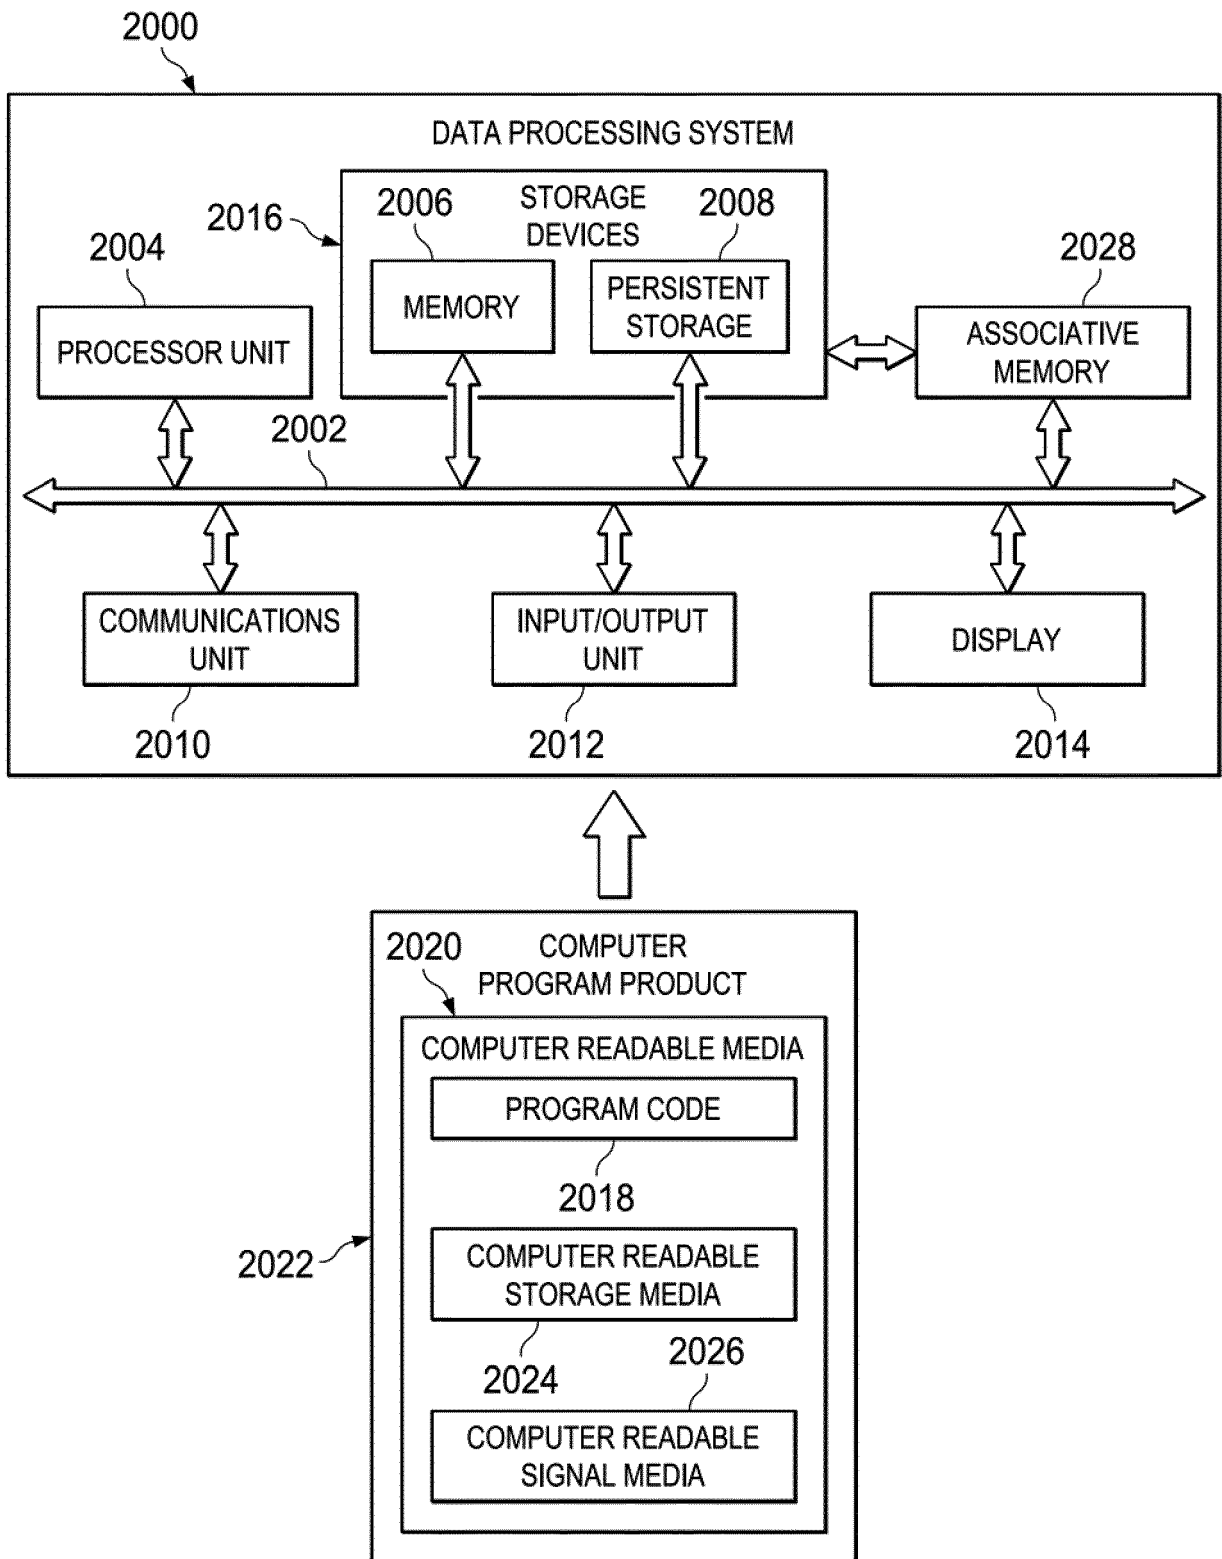 2000
DATA PROCESSING SYSTEM
2016
2006
STORAGE
DEVICES
2008
2004
2028
MEMORY
PERSISTENT
STORAGE
PROCESSOR UNIT
ASSOCIATIVE
MEMORY
2002
COMMUNICATIONS
UNIT
INPUT/OUTPUT
UNIT
DISPLAY
2010
2012
2014
2020
COMPUTER
PROGRAM PRODUCT
COMPUTER READABLE MEDIA
PROGRAM CODE
2018
2022
COMPUTER READABLE
STORAGE MEDIA
2024
2026
COMPUTER READABLE
SIGNAL MEDIA